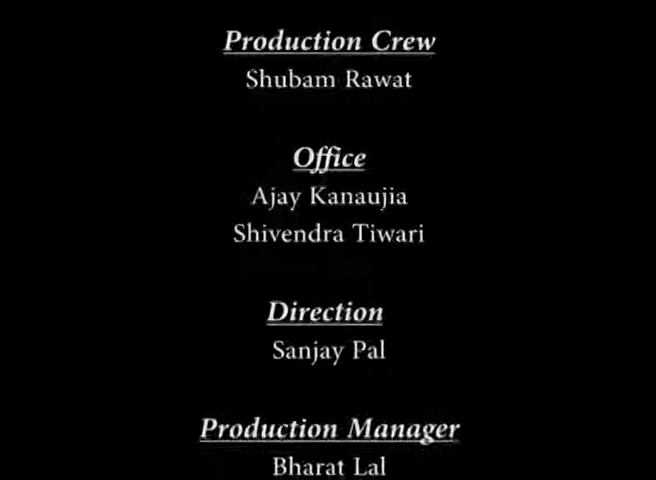 Production Crew
Shubam Rawat
Office
Ajay Kanaujia
Shivendra Tiwari
Direction
Sanjay Pal
Production Manager
Bharat Lal